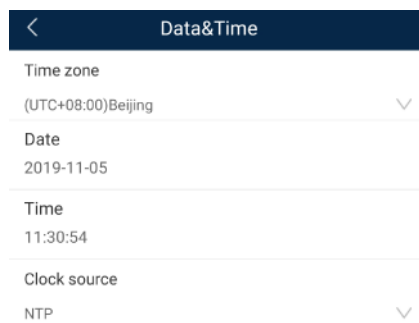 Data&Time
Time zone
(UTC+08:00)Beijing
Date
2019-11-05
Time
11:30:54
Clock source
NTP